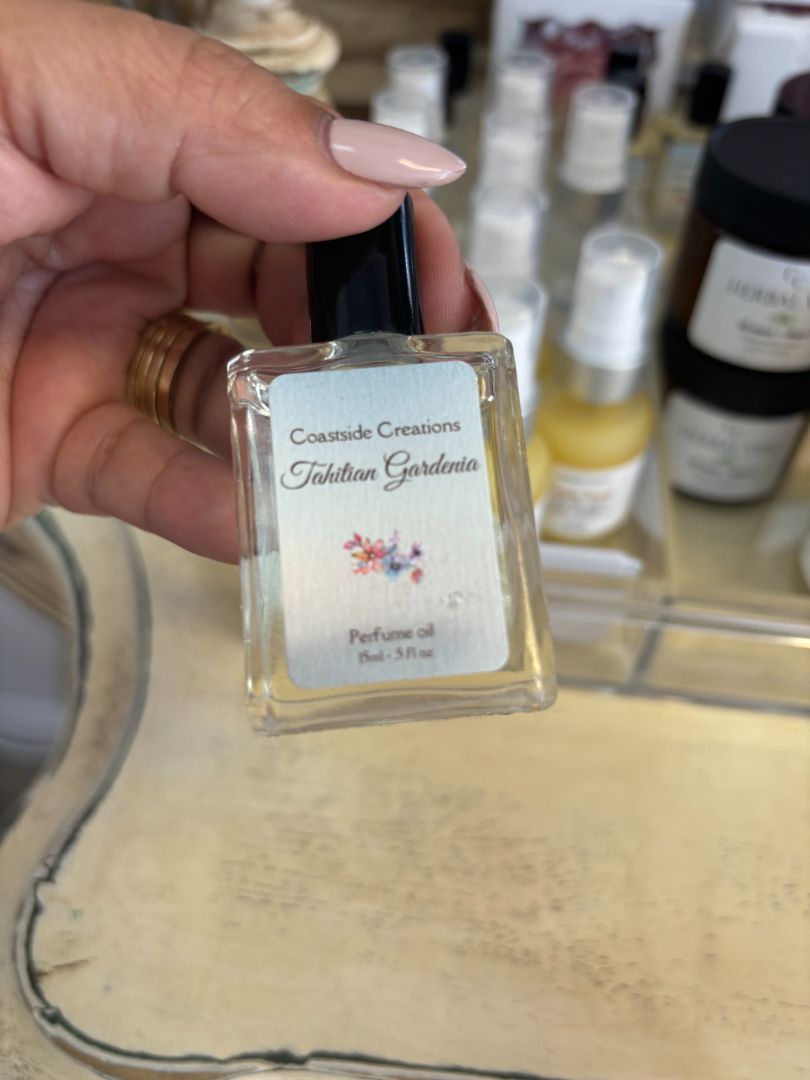 Coastside Creations
Tahitian Gardenia
Perfume oil
15ml - .5 fl oz